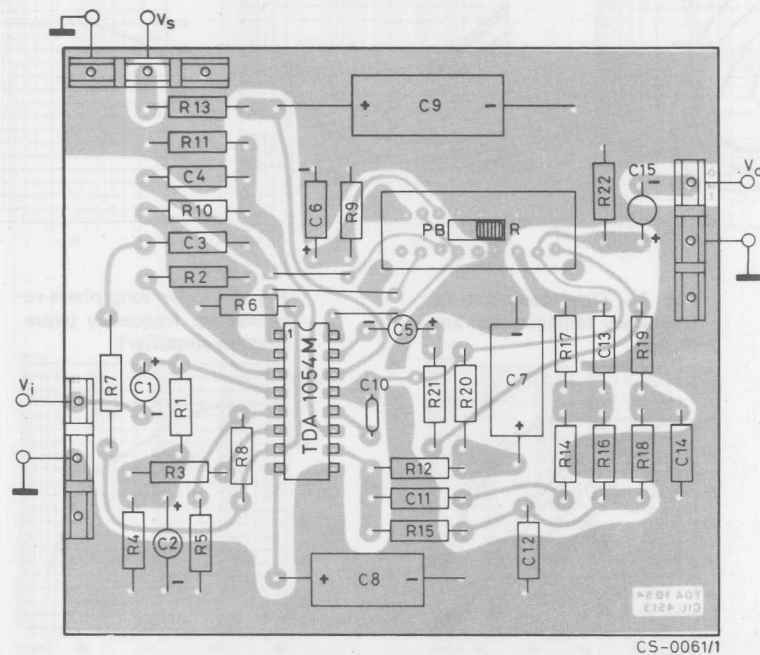 Vs
R13
C9
R11
C4
C6
R9
R22
C15
Vo
R10
PB
R
C3
R2
R6
C5
R17
C13
R19
1
TDA 1054M
C7
R7
C1
R1
C10
R21
R20
Vi
R8
R3
R12
R14
R16
R18
C14
C11
R4
C2
R5
R15
C12
C8
TDA 1054
CIL 4513
CS-0061/1